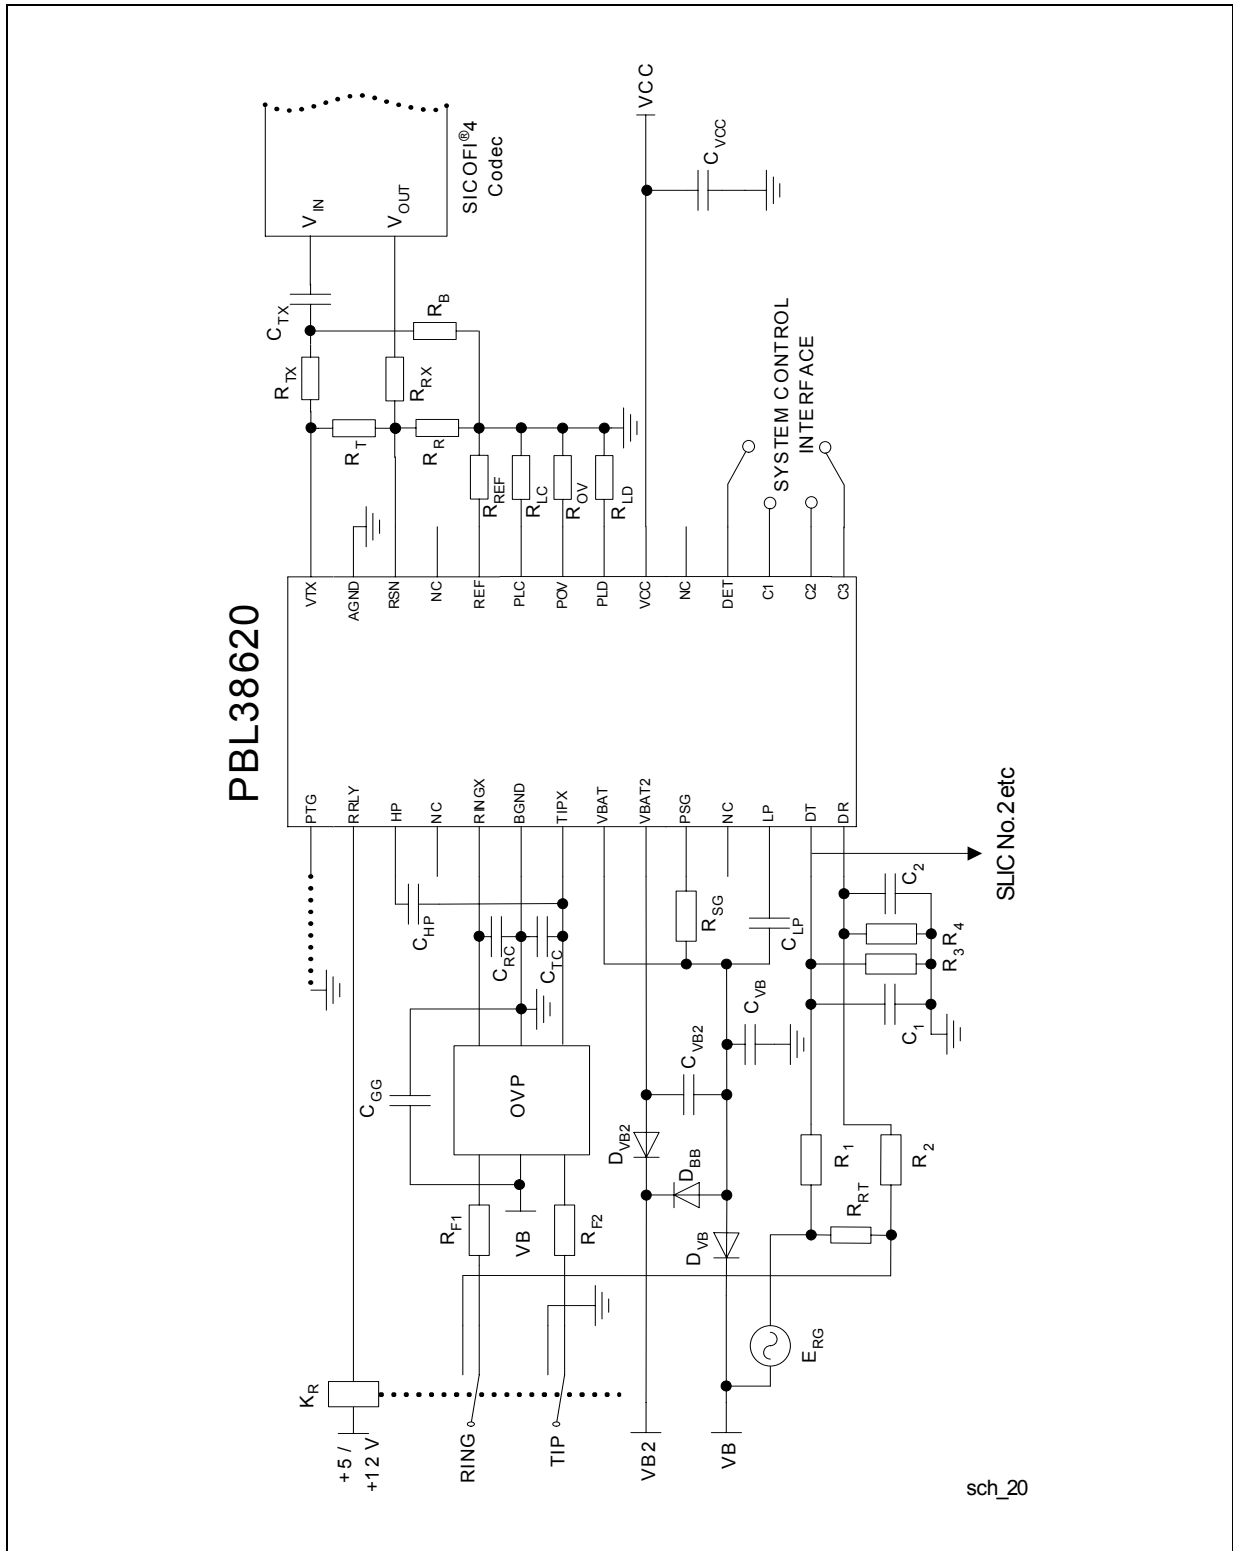 PBL38620
+5 /
+12 V
K_R
RING
TIP
VB2
VB
R_F1
VB
R_F2
C_GG
OVP
C_RC
C_TC
C_HP
D_VB2
D_BB
D_VB
C_VB2
C_VB
R_SG
C_LP
E_RG
R_RT
R_1
R_2
C_1
R_3
R_4
C_2
SLIC No.2 etc
PTG
RRLY
HP
NC
RINGX
BGND
TIPX
VBAT
VBAT2
PSG
NC
LP
DT
DR
VTX
AGND
RSN
NC
REF
PLC
POV
PLD
VCC
NC
DET
C1
C2
C3
R_TX
C_TX
R_T
R_RX
R_R
R_B
R_REF
R_LC
R_OV
R_LD
V_IN
V_OUT
SICOFI®4
Codec
VCC
C_VCC
SYSTEM CONTROL
INTERFACE
sch_20